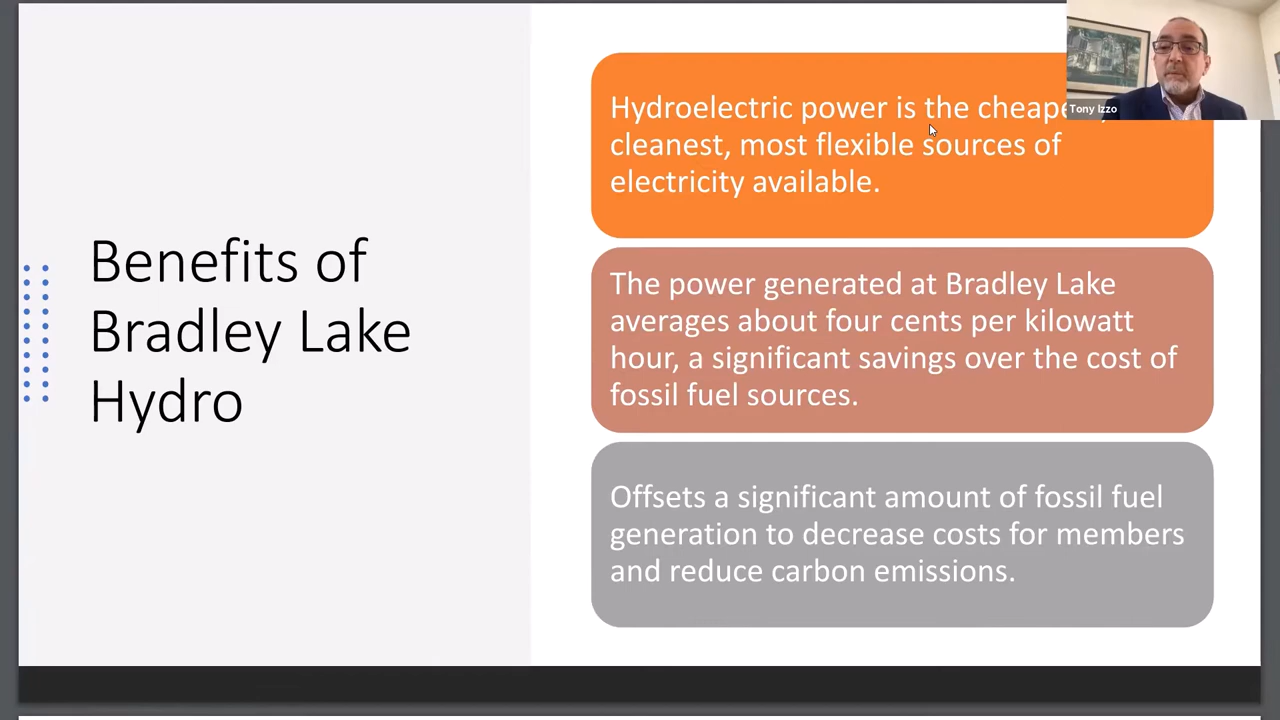 Benefits of
Bradley Lake
Hydro
Hydroelectric power is the
cleanest, most flexible sources of
electricity available.
The power generated at Bradley Lake
averages about four cents per kilowatt
hour, a significant savings over the cost of
fossil fuel sources.
Offsets a significant amount of fossil fuel
generation to decrease costs for members
and reduce carbon emissions.
Tony Izzo